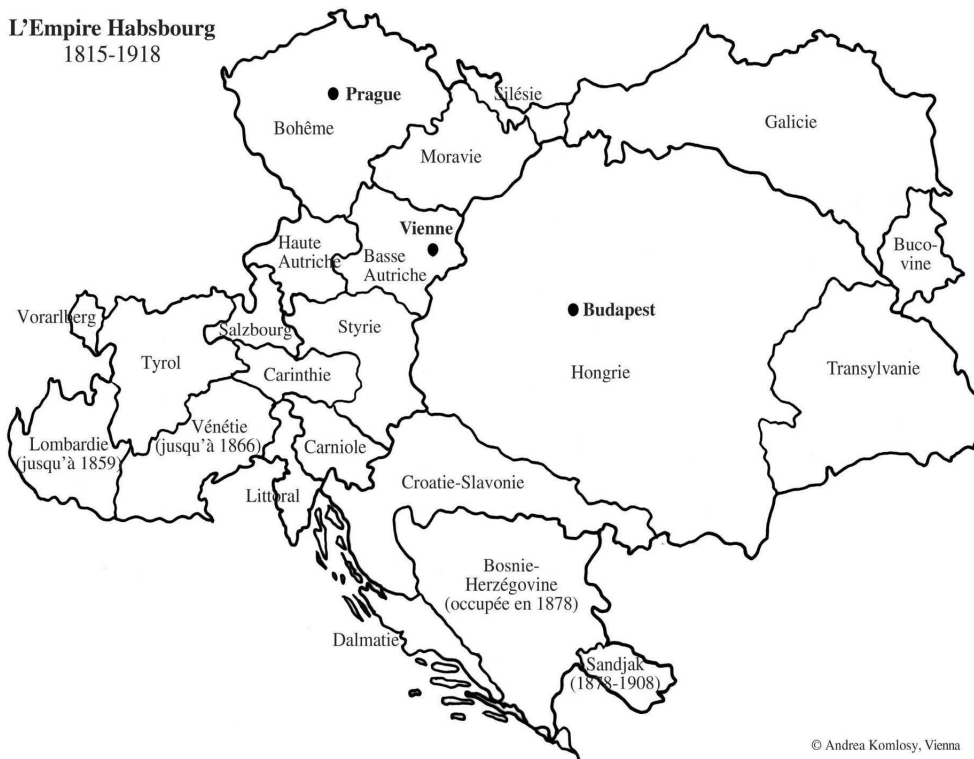 L'Empire Habsbourg
1815-1918
Prague
Bohême
Silésie
Moravie
Galicie
Vienne
Haute
Autriche
Basse
Autriche
Buco-
vine
Budapest
Vorarlberg
Salzbourg
Styrie
Tyrol
Carinthie
Hongrie
Transylvanie
Lombardie
(jusqu'à 1859)
Vénétie
(jusqu'à 1866)
Carniole
Littoral
Croatie-Slavonie
Bosnie-
Herzégovine
(occupée en 1878)
Dalmatie
Sandjak
(1878-1908)
© Andrea Komlosy, Vienna